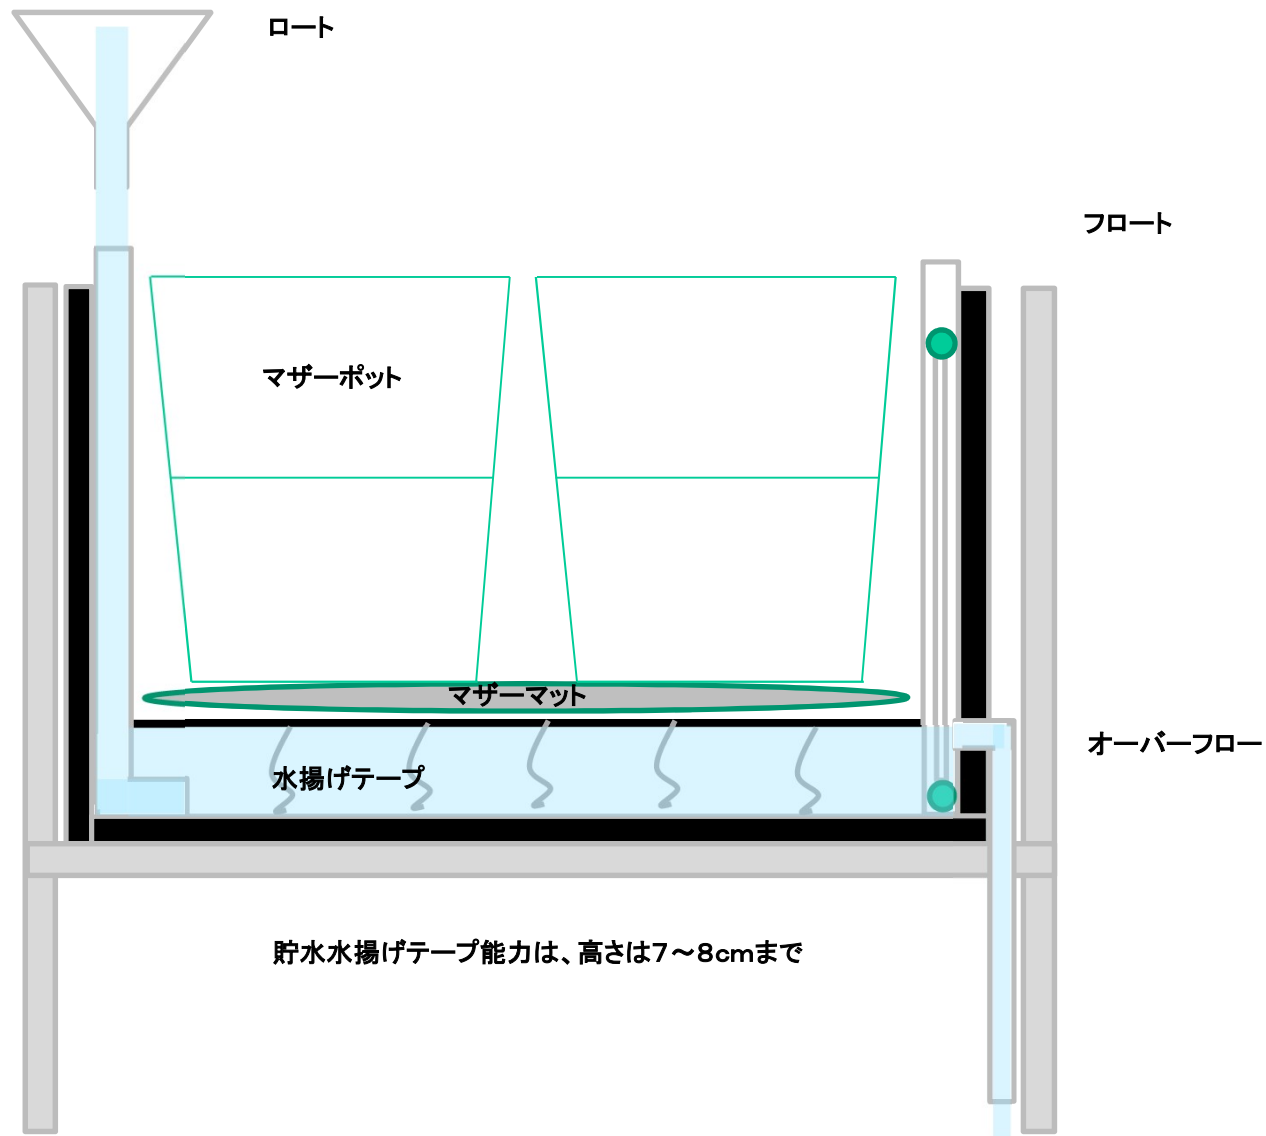 ロート
フロート
マザーポット
マザーマット
オーバーフロー
水揚げテープ
貯水水揚げテープ能力は、高さは7～8cmまで